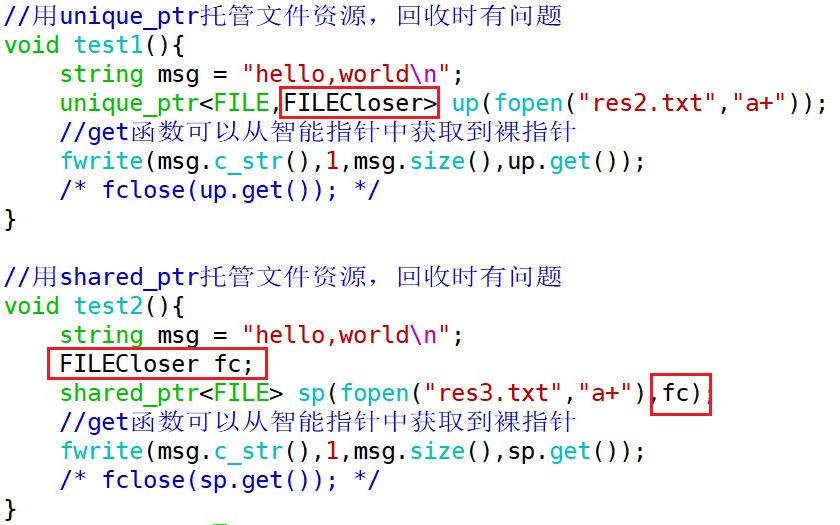 //用unique_ptr托管文件资源，回收时有问题
void test1(){
    string msg = "hello,world\n";
    unique_ptr<FILE,FILECloser> up(fopen("res2.txt","a+"));
    //get函数可以从智能指针中获取到裸指针
    fwrite(msg.c_str(),1,msg.size(),up.get());
    /* fclose(up.get()); */
}

//用shared_ptr托管文件资源，回收时有问题
void test2(){
    string msg = "hello,world\n";
    FILECloser fc;
    shared_ptr<FILE> sp(fopen("res3.txt","a+"),fc);
    //get函数可以从智能指针中获取到裸指针
    fwrite(msg.c_str(),1,msg.size(),sp.get());
    /* fclose(sp.get()); */
}